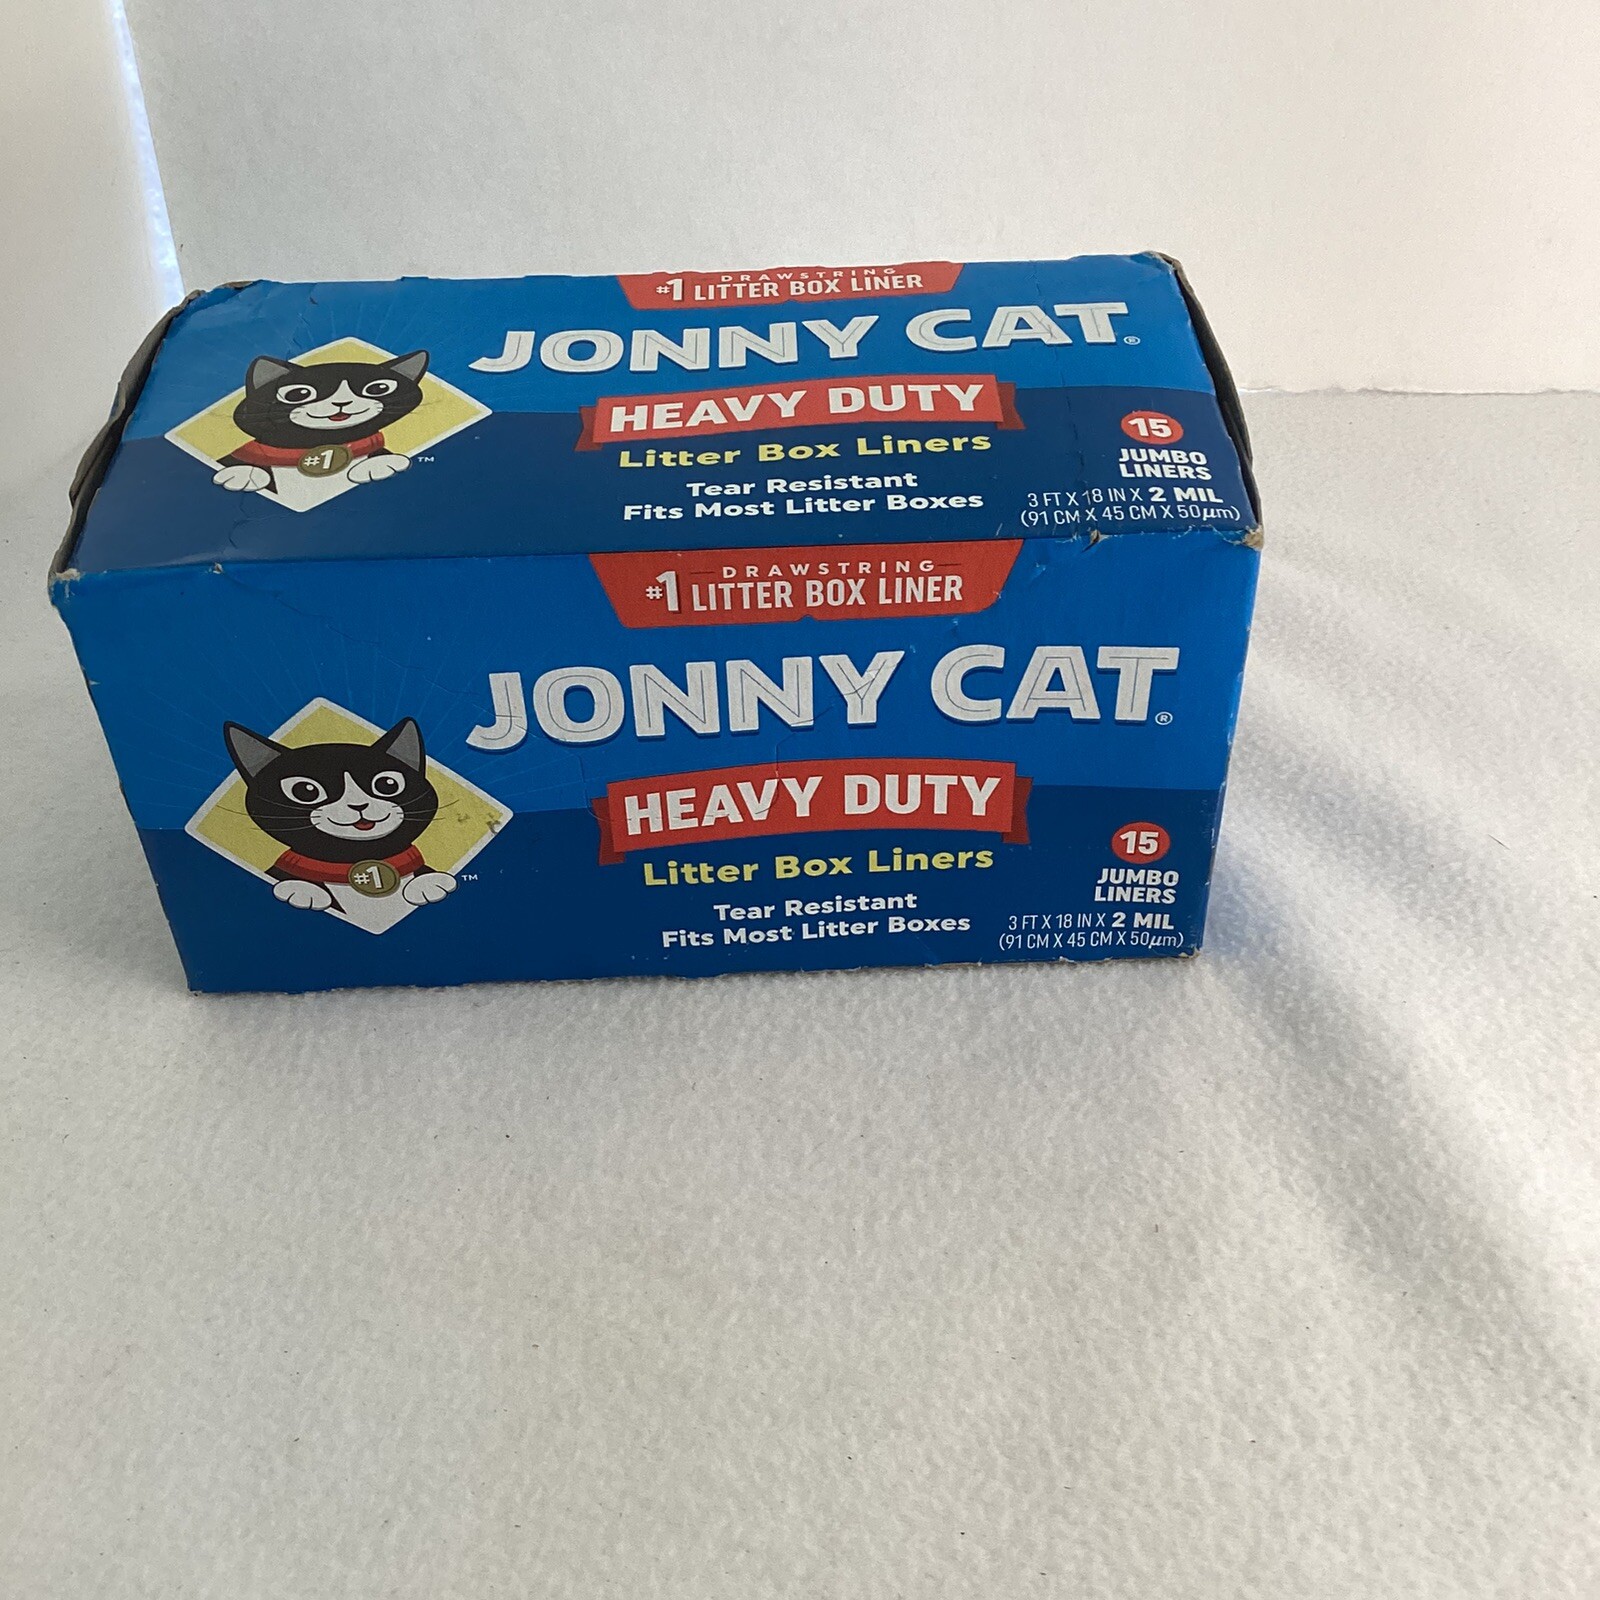 DRAWSTRING
#1 LITTER BOX LINER
JONNY CAT®
HEAVY DUTY
Litter Box Liners
Tear Resistant
Fits Most Litter Boxes
#1
™
15
JUMBO
LINERS
3 FT X 18 IN X 2 MIL
(91 CM X 45 CM X 50µm)
DRAWSTRING
#1 LITTER BOX LINER
JONNY CAT®
HEAVY DUTY
Litter Box Liners
Tear Resistant
Fits Most Litter Boxes
#1
™
15
JUMBO
LINERS
3 FT X 18 IN X 2 MIL
(91 CM X 45 CM X 50µm)